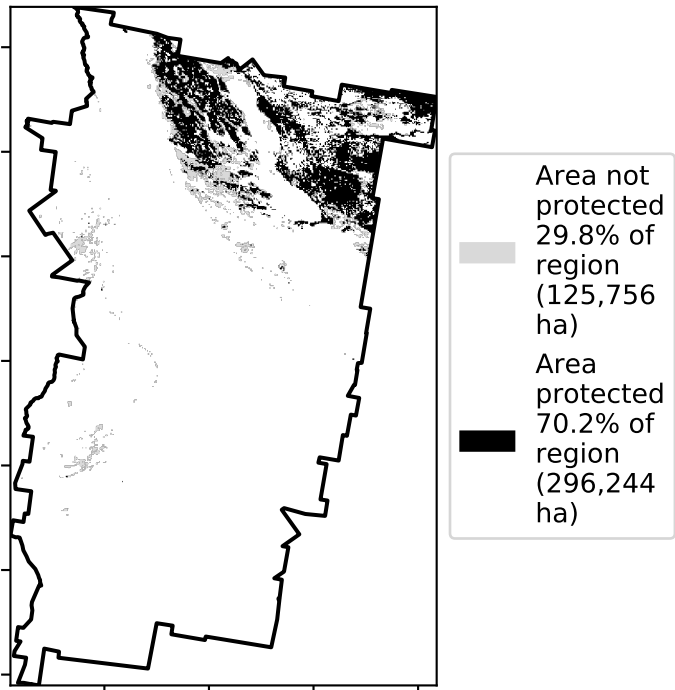 Area not
protected
29.8% of
region
(125,756
ha)
Area
protected
70.2% of
region
(296,244
ha)